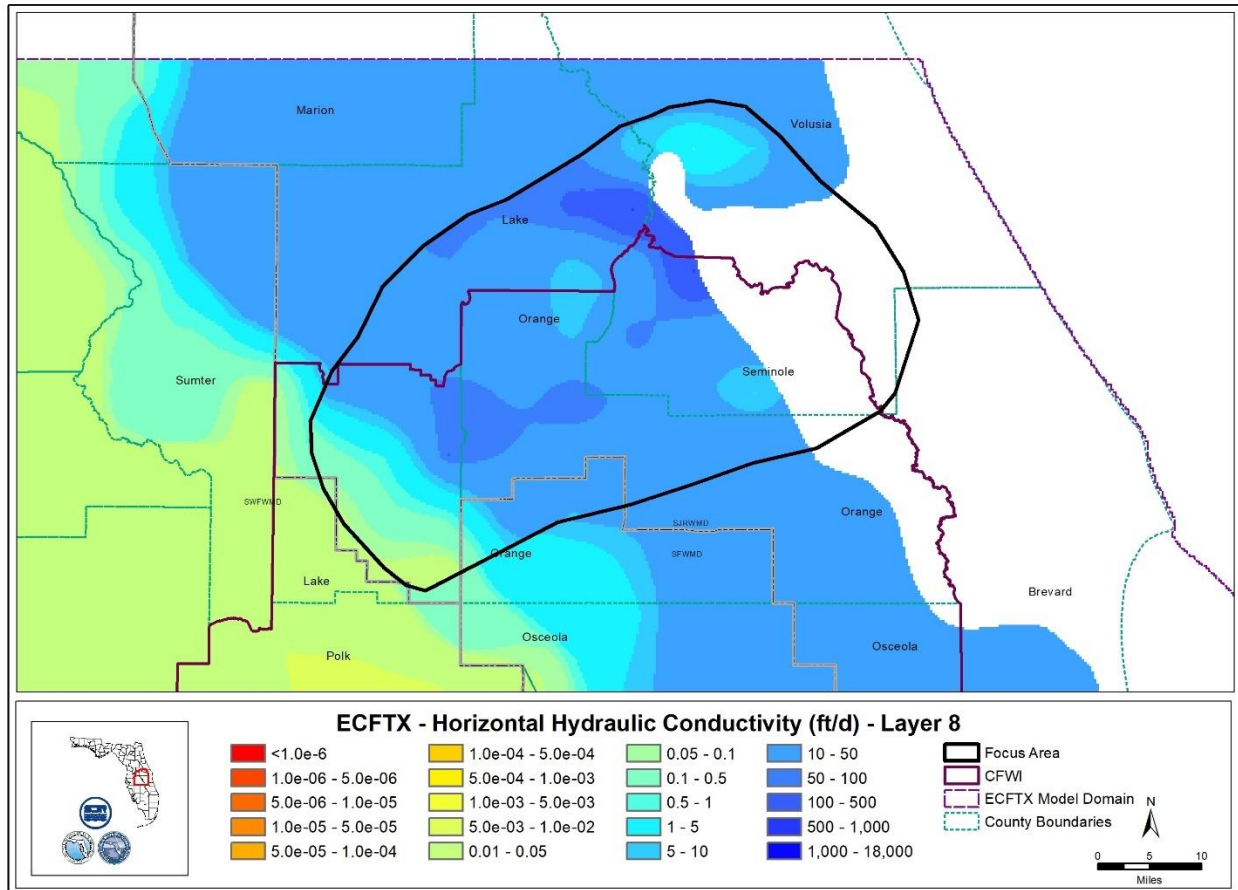 Marion
Volusia
Lake
Orange
Sumter
Seminole
SWFWMD
Orange
SJRWMD
Orange
SFWMD
Lake
Brevard
Osceola
Osceola
Polk
ECFTX - Horizontal Hydraulic Conductivity (ft/d) - Layer 8
<1.0e-6
1.0e-06 - 5.0e-06
5.0e-06 - 1.0e-05
1.0e-05 - 5.0e-05
5.0e-05 - 1.0e-04
1.0e-04 - 5.0e-04
5.0e-04 - 1.0e-03
1.0e-03 - 5.0e-03
5.0e-03 - 1.0e-02
0.01 - 0.05
0.05 - 0.1
0.1 - 0.5
0.5 - 1
1 - 5
5 - 10
10 - 50
50 - 100
100 - 500
500 - 1,000
1,000 - 18,000
Focus Area
CFWI
ECFTX Model Domain
County Boundaries
N
0 5 10
Miles